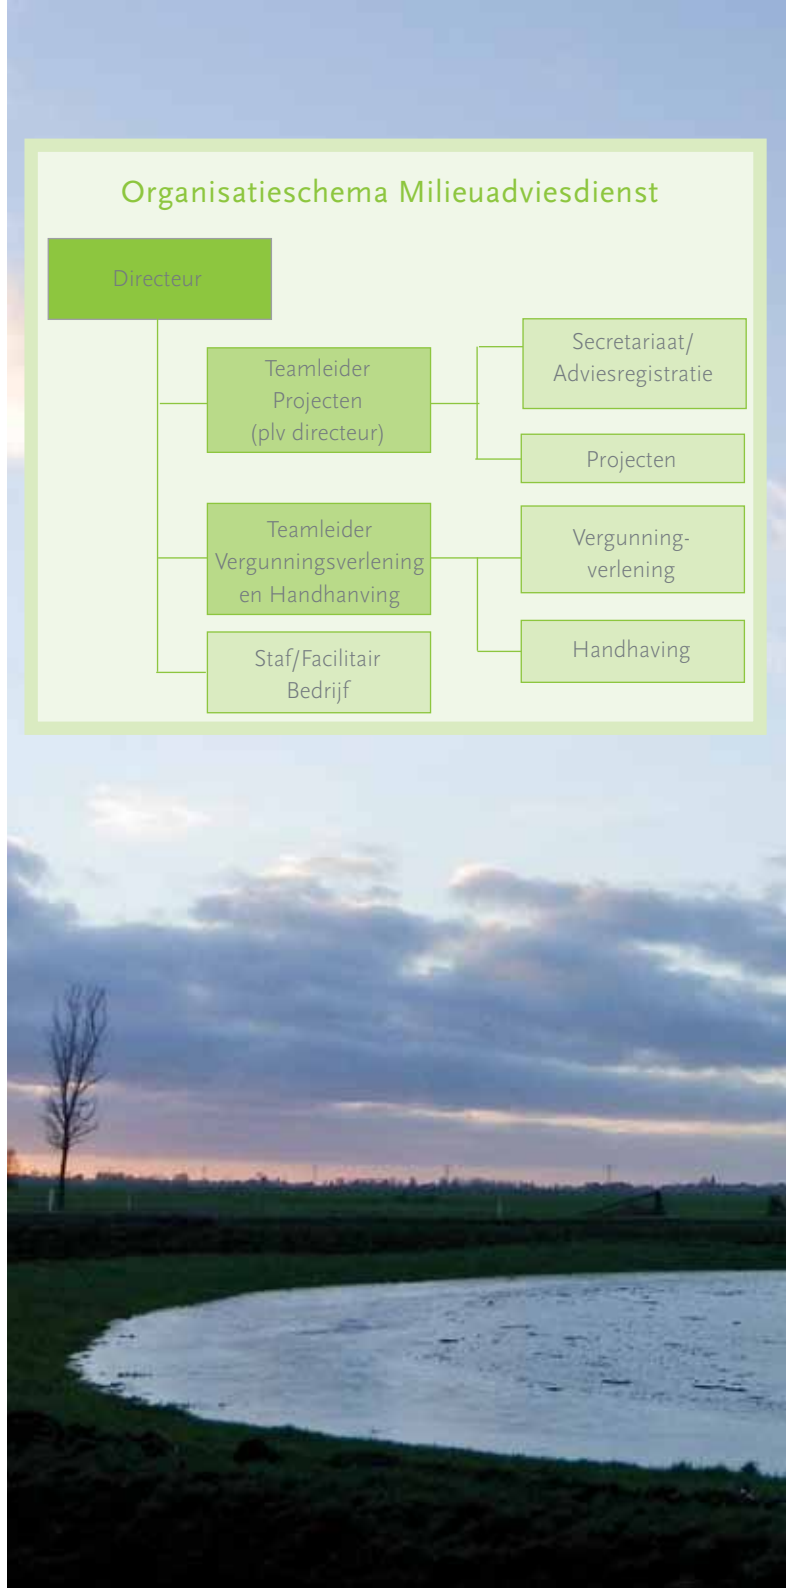 Organisatieschema Milieuadviesdienst
Directeur
Teamleider
Projecten
(plv directeur)
Secretariaat/
Adviesregistratie
Projecten
Teamleider
Vergunningsverlening
en Handhanving
Vergunning-
verlening
Handhaving
Staf/Facilitair
Bedrijf